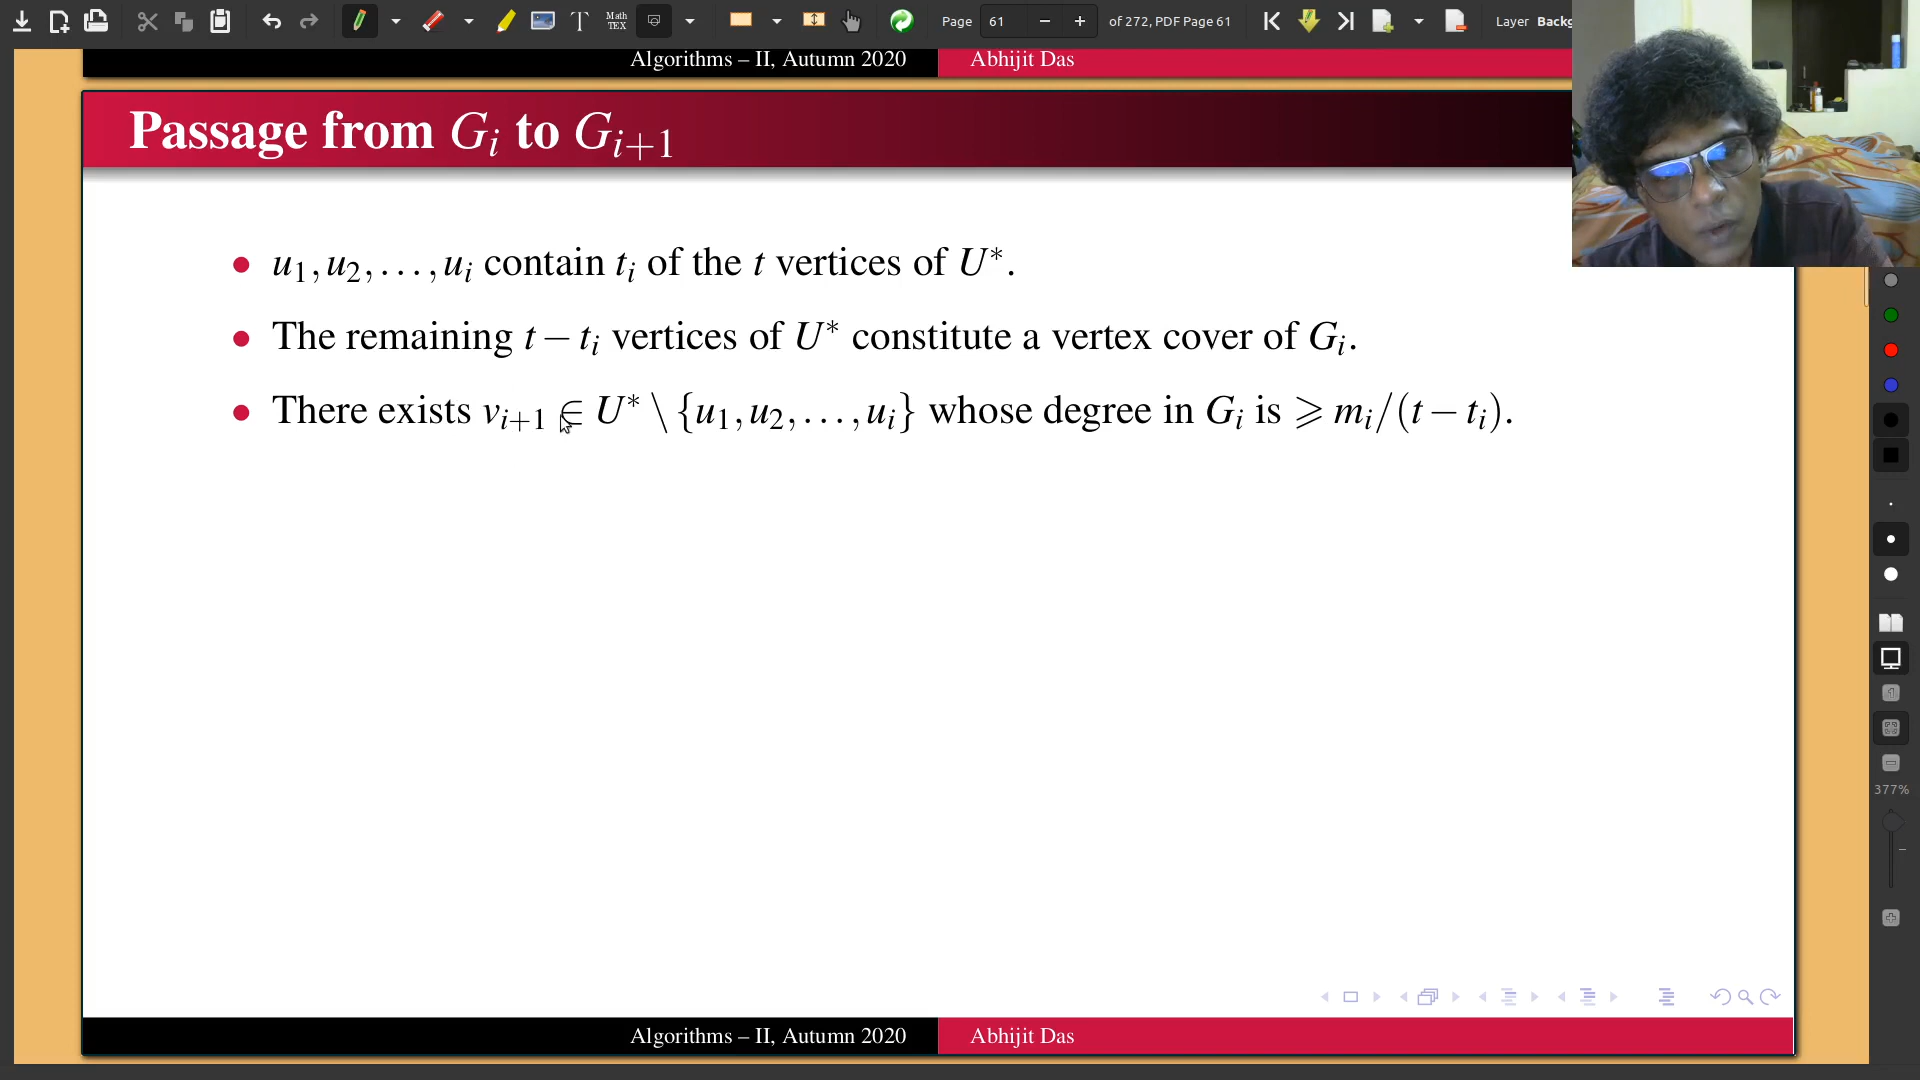 Math TEX T Page 61 of 272, PDF Page 61 Layer Backg
Algorithms – II, Autumn 2020 Abhijit Das
Passage from G_i to G_{i+1}
• u_1, u_2, ..., u_i contain t_i of the t vertices of U*.
• The remaining t − t_i vertices of U* constitute a vertex cover of G_i.
• There exists v_{i+1} ∈ U* \ {u_1, u_2, ..., u_i} whose degree in G_i is ⩾ m_i/(t − t_i).
377%
Algorithms – II, Autumn 2020 Abhijit Das